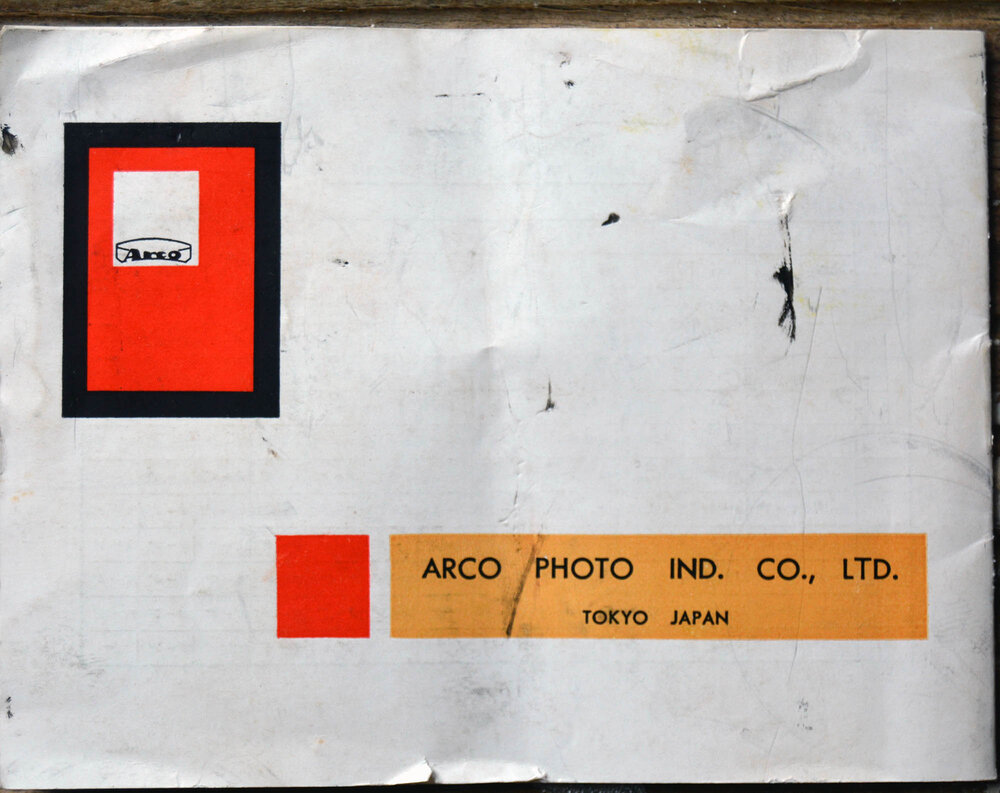 Arco
ARCO PHOTO IND. CO., LTD.
TOKYO JAPAN